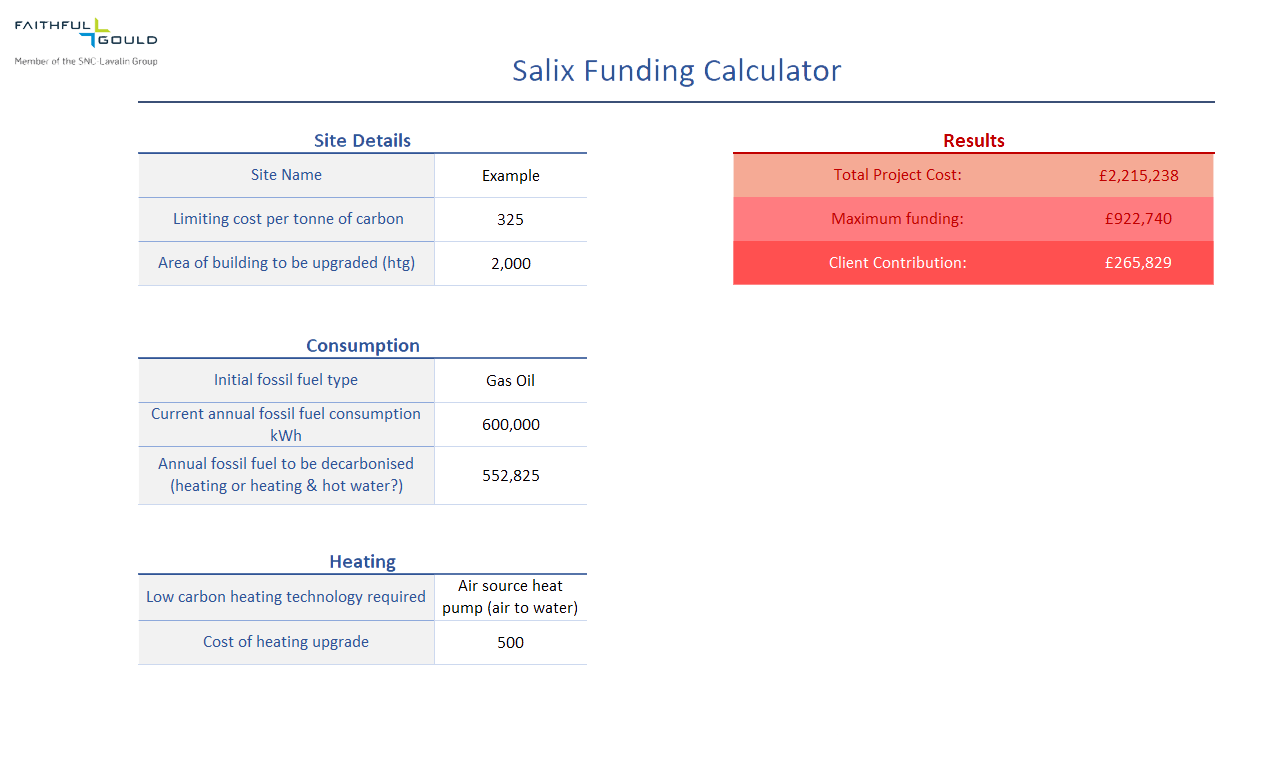 FAITHFUL
GOULD
Member of the SNC-Lavalin Group
Salix Funding Calculator
Site Details
Site Name Example
Limiting cost per tonne of carbon 325
Area of building to be upgraded (htg) 2,000
Results
Total Project Cost: £2,215,238
Maximum funding: £922,740
Client Contribution: £265,829
Consumption
Initial fossil fuel type Gas Oil
Current annual fossil fuel consumption
kWh 600,000
Annual fossil fuel to be decarbonised
(heating or heating & hot water?) 552,825
Heating
Low carbon heating technology required Air source heat
pump (air to water)
Cost of heating upgrade 500